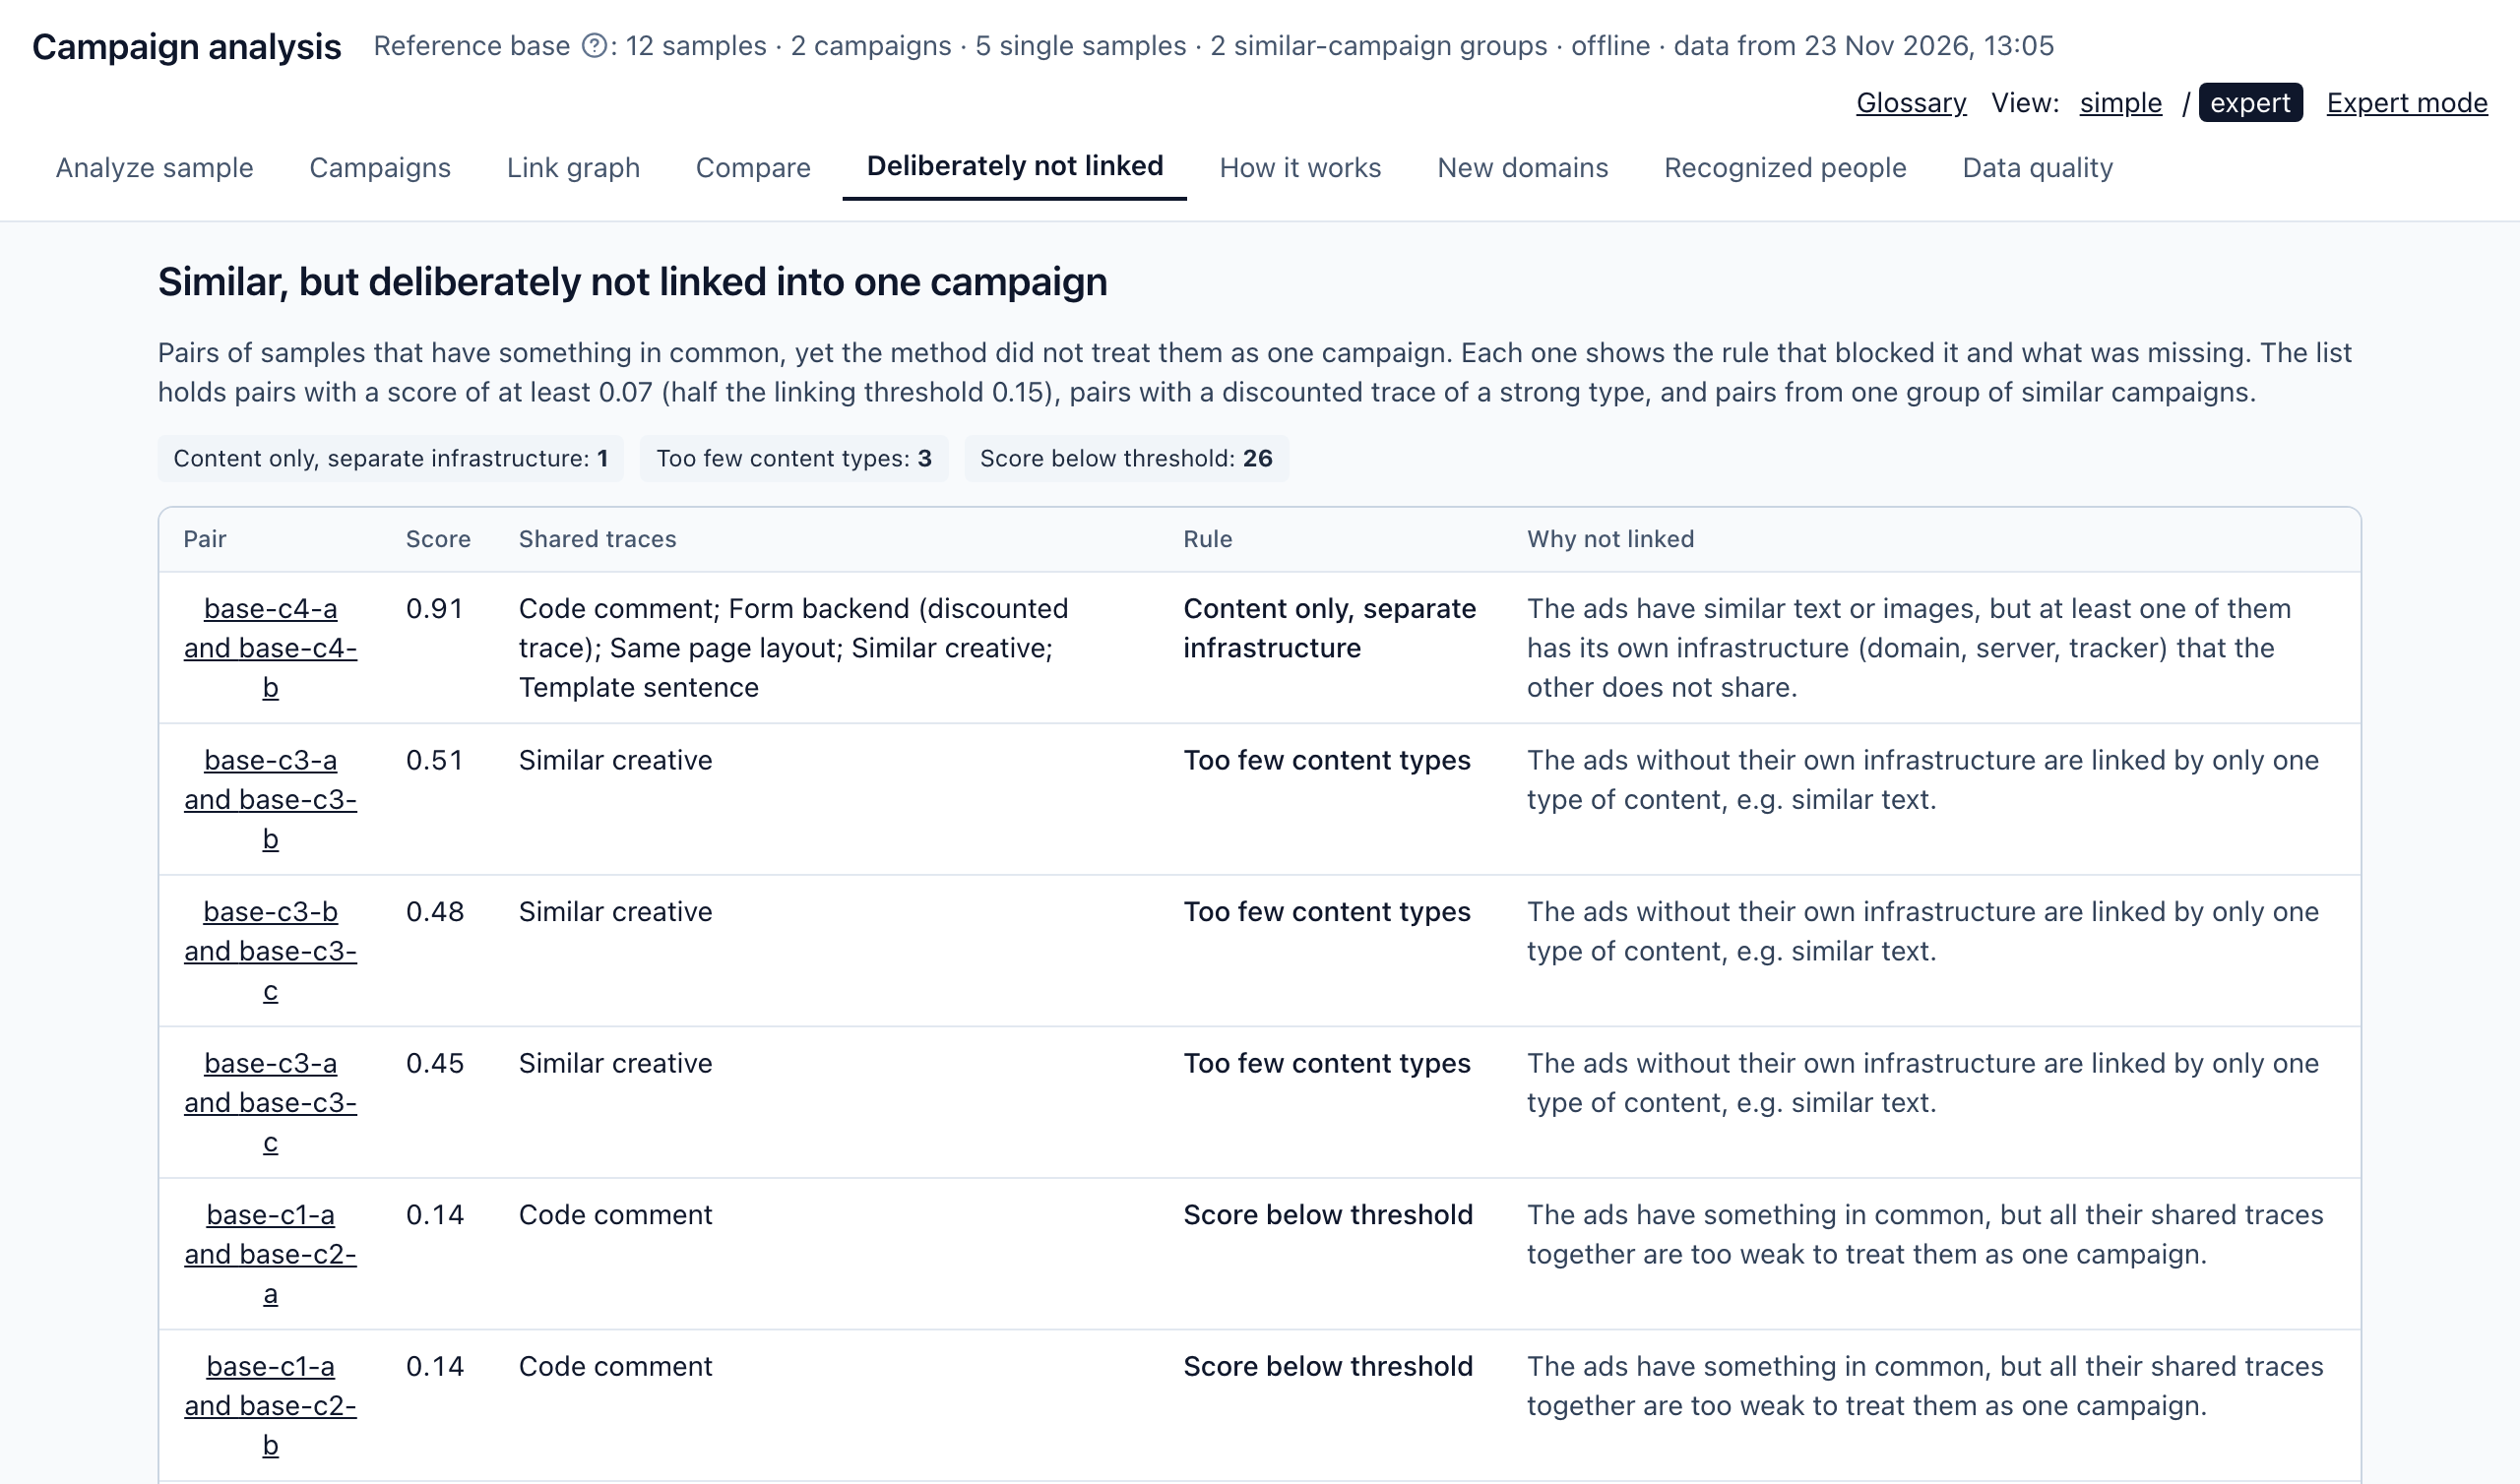 Campaign analysis
Reference base ?: 12 samples · 2 campaigns · 5 single samples · 2 similar-campaign groups · offline · data from 23 Nov 2026, 13:05
Glossary View: simple / expert Expert mode
Analyze sample Campaigns Link graph Compare Deliberately not linked How it works New domains Recognized people Data quality
Similar, but deliberately not linked into one campaign
Pairs of samples that have something in common, yet the method did not treat them as one campaign. Each one shows the rule that blocked it and what was missing. The list
holds pairs with a score of at least 0.07 (half the linking threshold 0.15), pairs with a discounted trace of a strong type, and pairs from one group of similar campaigns.
Content only, separate infrastructure: 1 Too few content types: 3 Score below threshold: 26
Pair Score Shared traces Rule Why not linked
base-c4-a 0.91 Code comment; Form backend (discounted Content only, separate The ads have similar text or images, but at least one of them
and base-c4- trace); Same page layout; Similar creative; infrastructure has its own infrastructure (domain, server, tracker) that the
b Template sentence other does not share.
base-c3-a 0.51 Similar creative Too few content types The ads without their own infrastructure are linked by only one
and base-c3- type of content, e.g. similar text.
b
base-c3-b 0.48 Similar creative Too few content types The ads without their own infrastructure are linked by only one
and base-c3- type of content, e.g. similar text.
c
base-c3-a 0.45 Similar creative Too few content types The ads without their own infrastructure are linked by only one
and base-c3- type of content, e.g. similar text.
c
base-c1-a 0.14 Code comment Score below threshold The ads have something in common, but all their shared traces
and base-c2- together are too weak to treat them as one campaign.
a
base-c1-a 0.14 Code comment Score below threshold The ads have something in common, but all their shared traces
and base-c2- together are too weak to treat them as one campaign.
b